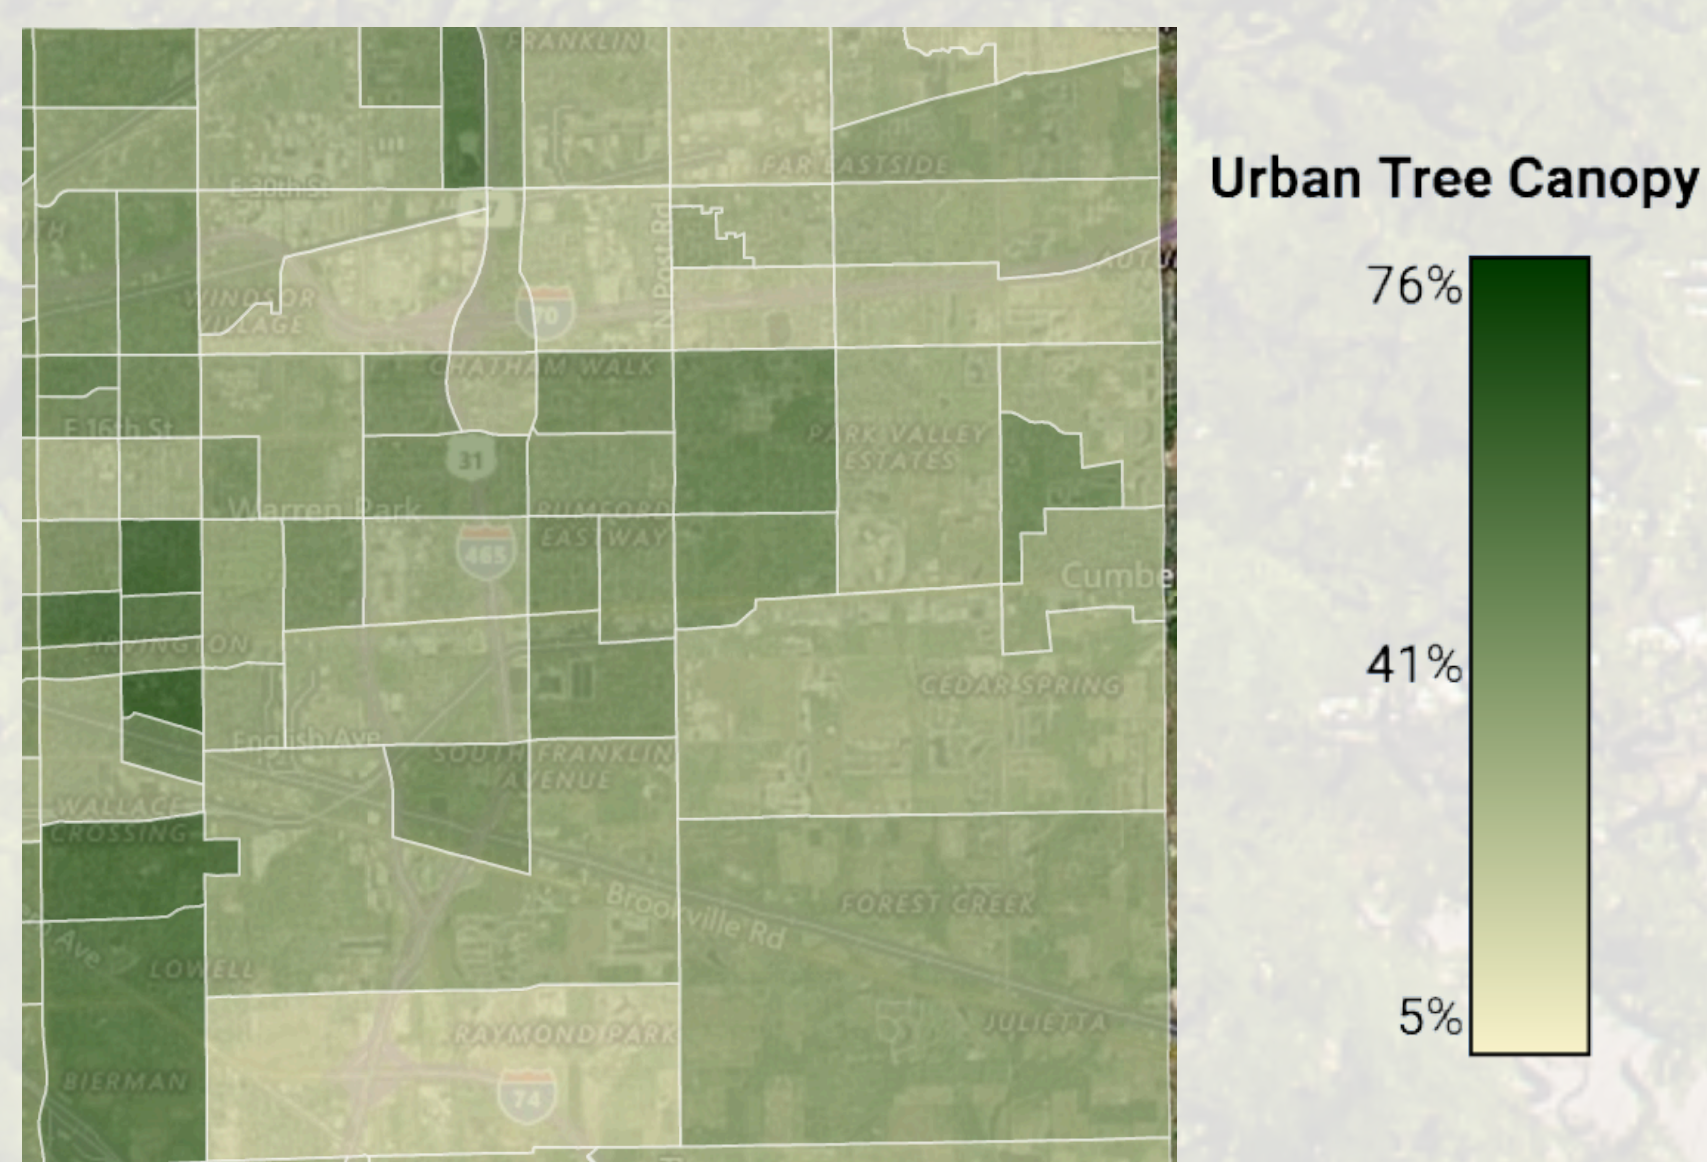 FRANKLIN
FAR EASTSIDE
E 30th St
N Post Rd
WINDSOR
VILLAGE
70
CHATHAM WALK
E 16th St
PARK VALLEY
ESTATES
31
Warren Park
RUMFORD
EASTWAY
465
Cumbe
IRVINGTON
CEDAR SPRING
English Ave
SOUTH FRANKLIN
AVENUE
WALLACE
CROSSING
Brookville Rd
FOREST CREEK
Ave
LOWELL
RAYMOND PARK
JULIETTA
BIERMAN
74
Urban Tree Canopy
76%
41%
5%